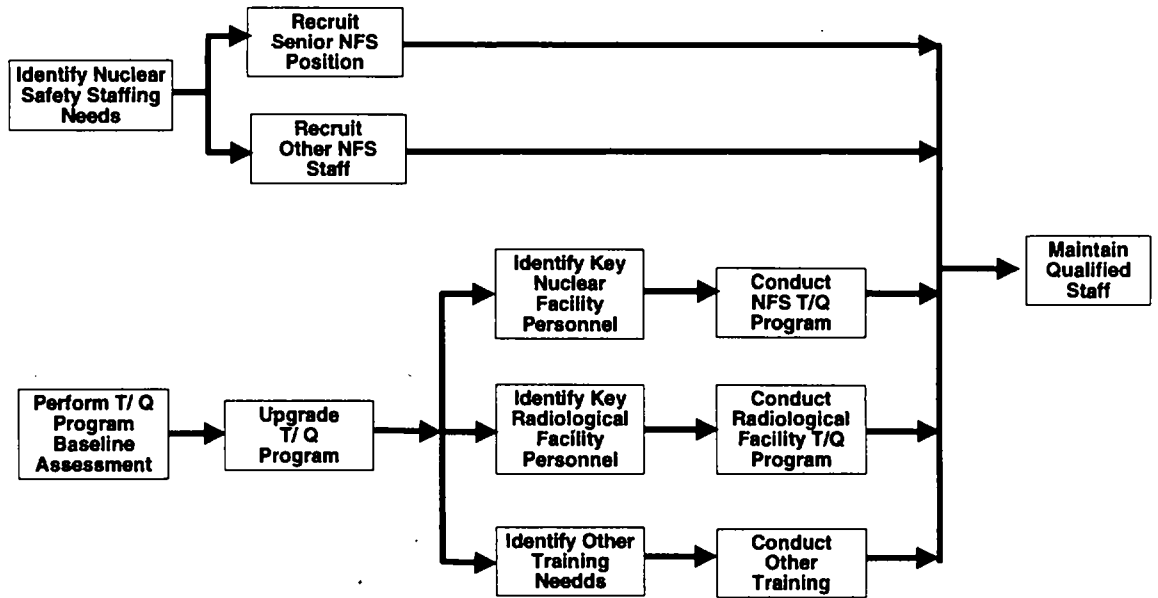 Recruit
Senior NFS
Position
Identify Nuclear
Safety Staffing
Needs
Recruit
Other NFS
Staff
Identify Key
Nuclear
Facility
Personnel
Conduct
NFS T/Q
Program
Maintain
Qualified
Staff
Perform T/ Q
Program
Baseline
Assessment
Upgrade
T/ Q
Program
Identify Key
Radiological
Facility
Personnel
Conduct
Radiological
Facility T/Q
Program
Identify Other
Training
Needds
Conduct
Other
Training